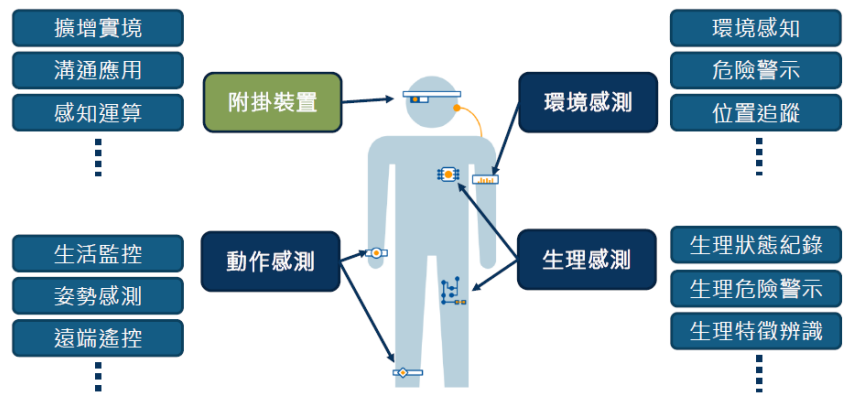 擴增實境
溝通應用
感知運算
附掛裝置
環境感測
環境感知
危險警示
位置追蹤
生活監控
姿勢感測
遠端遙控
動作感測
生理感測
生理狀態紀錄
生理危險警示
生理特徵辨識